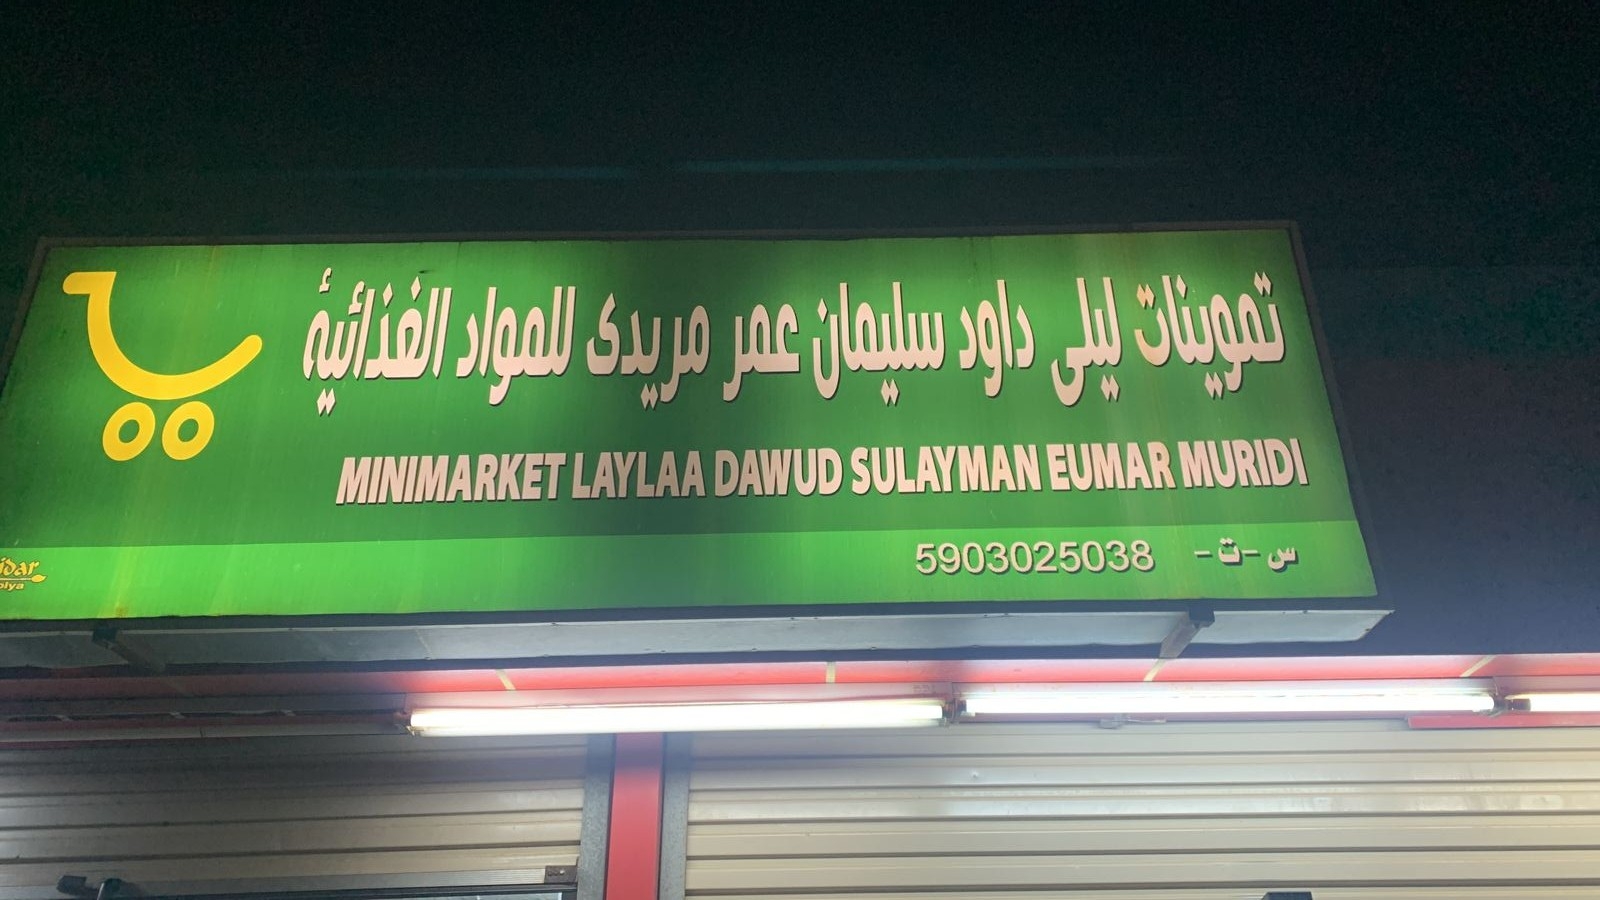 تموينات ليلى داود سليمان عمر مريدى للمواد الغذائية
MINIMARKET LAYLAA DAWUD SULAYMAN EUMAR MURIDI
س -ت - 5903025038